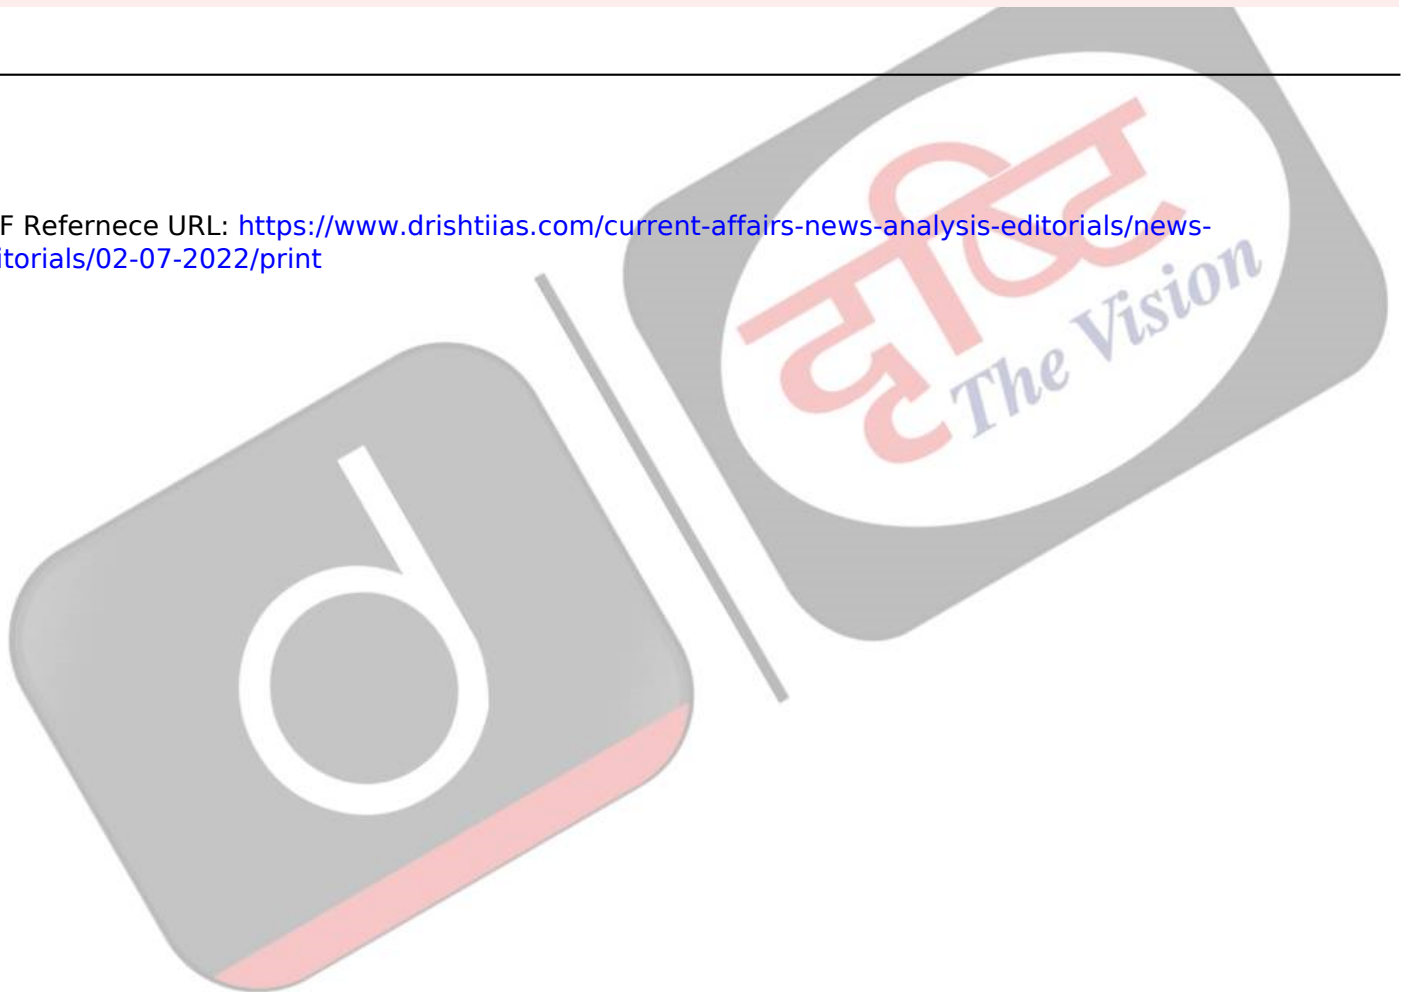 F Refernece URL: https://www.drishtiias.com/current-affairs-news-analysis-editorials/news-
itorials/02-07-2022/print
दृष्टि
The Vision
d